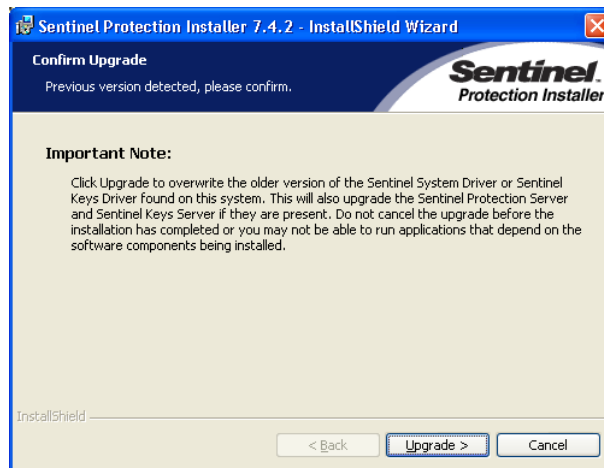 Sentinel Protection Installer 7.4.2 - InstallShield Wizard
Confirm Upgrade
Previous version detected, please confirm.
Sentinel.
Protection Installer
Important Note:
Click Upgrade to overwrite the older version of the Sentinel System Driver or Sentinel
Keys Driver found on this system. This will also upgrade the Sentinel Protection Server
and Sentinel Keys Server if they are present. Do not cancel the upgrade before the
installation has completed or you may not be able to run applications that depend on the
software components being installed.
InstallShield
< Back
Upgrade >
Cancel